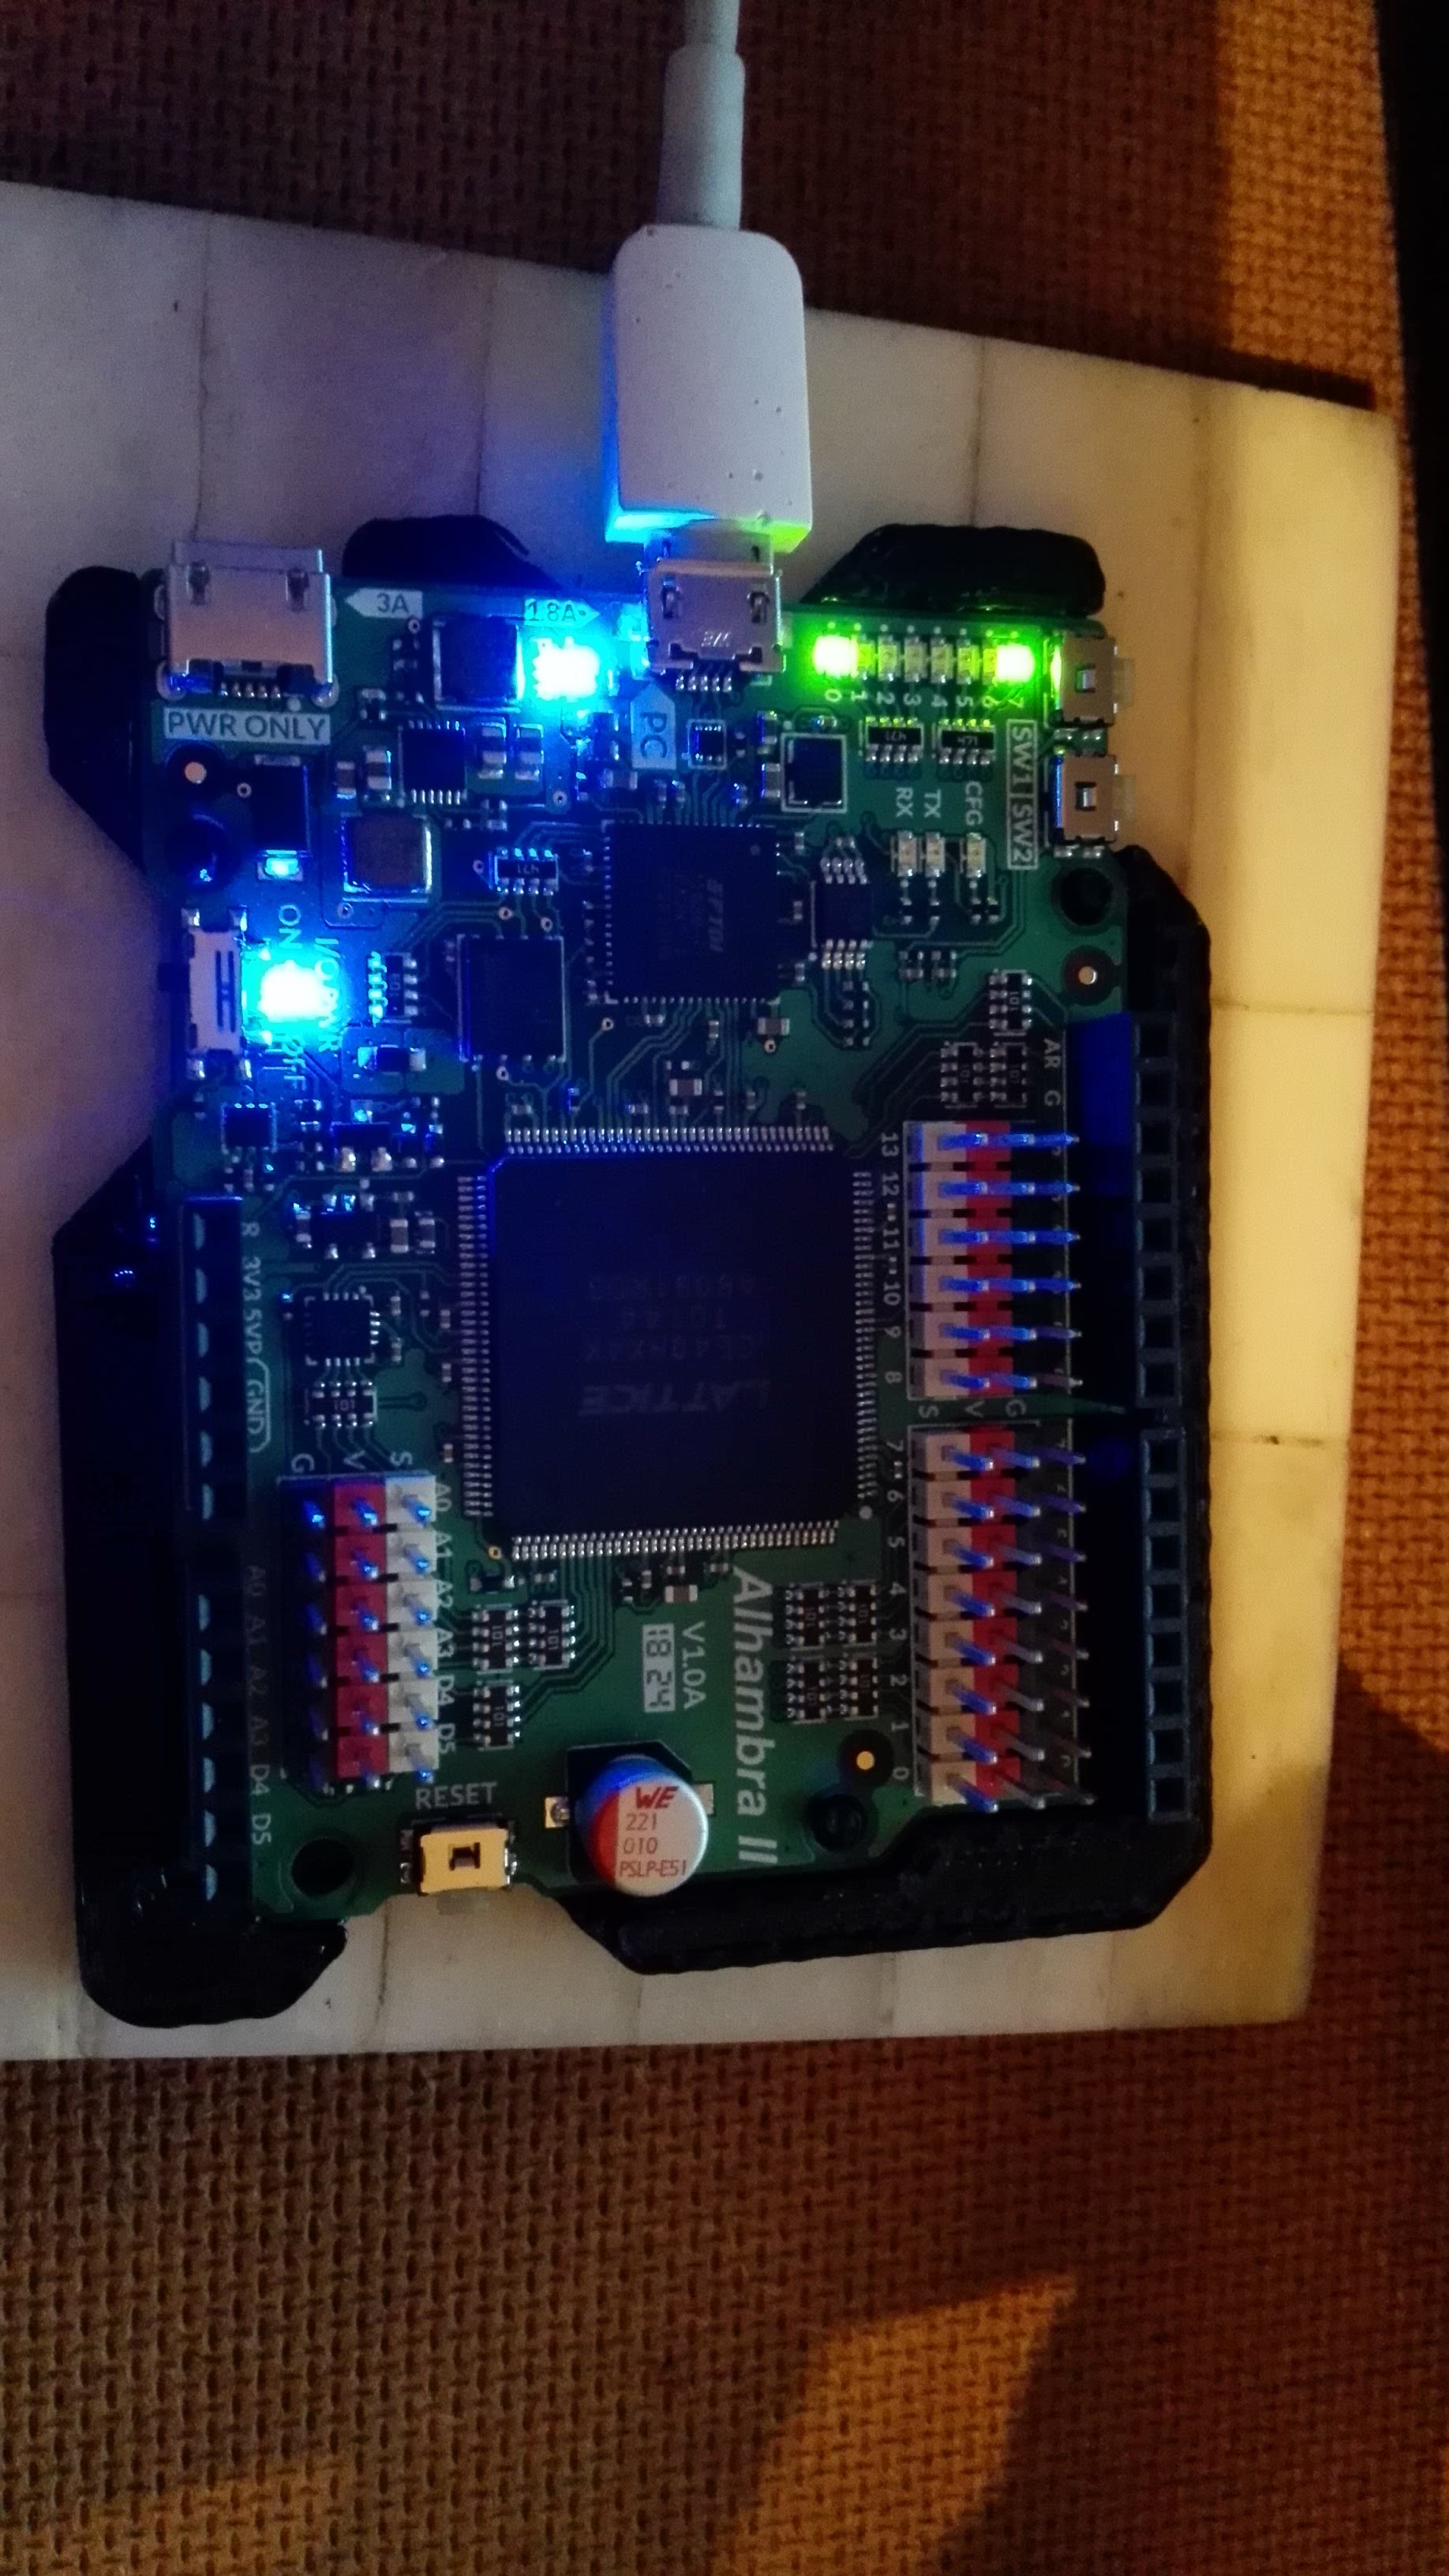 3A
1.8A
PWR ONLY
PC
0 1 2 3 4 5 6 7
SW1 SW2
RX TX CFG
ON
I/O PWR
OFF
AR G
13 12 11 10 9 8
S V G
7 6 5 4 3 2 1 0
R 3V3 5VP GND
G V S
A0 A1 A2 A3 D4 D5
A0 A1 A2 A3 D4 D5
LATTICE
TQ144
FTDI
Alhambra II
V1.0A
18 24
RESET
WE
221
010
PSLP-E51